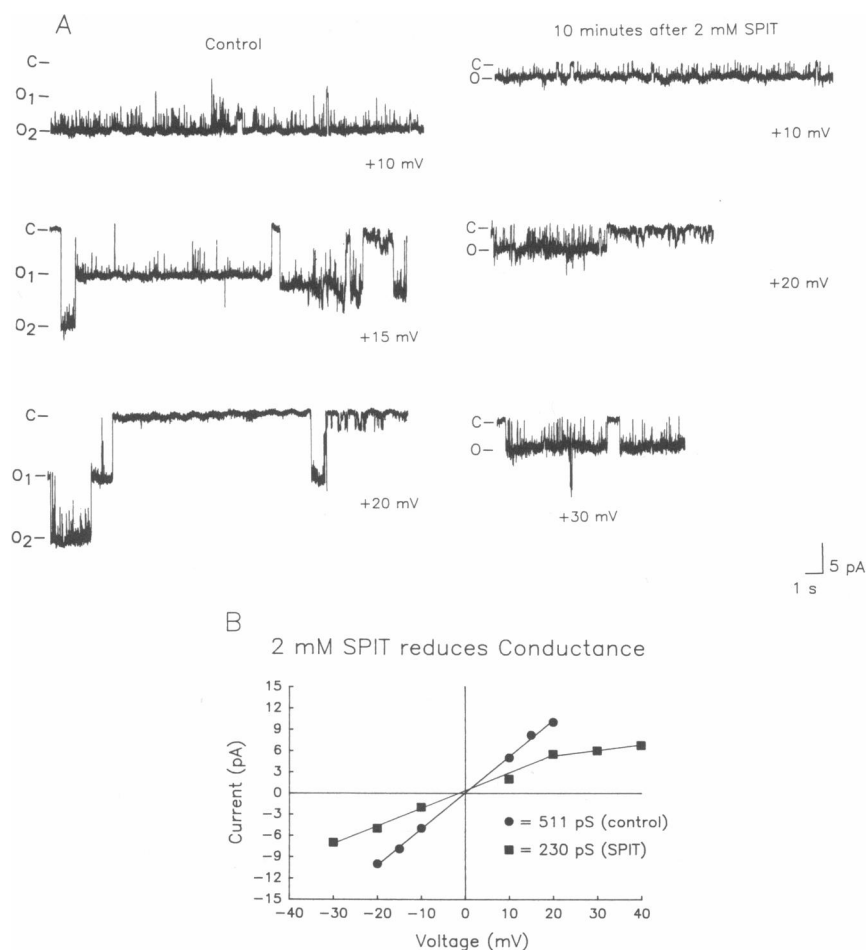 A
Control
C–
O1–
O2–
+10 mV
C–
O1–
O2–
+15 mV
C–
O1–
O2–
+20 mV
10 minutes after 2 mM SPIT
C–
O–
+10 mV
C–
O–
+20 mV
C–
O–
+30 mV
5 pA
1 s
B
2 mM SPIT reduces Conductance
Current (pA)
15
12
9
6
3
0
−3
−6
−9
−12
−15
● = 511 pS (control)
■ = 230 pS (SPIT)
−40 −30 −20 −10 0 10 20 30 40
Voltage (mV)